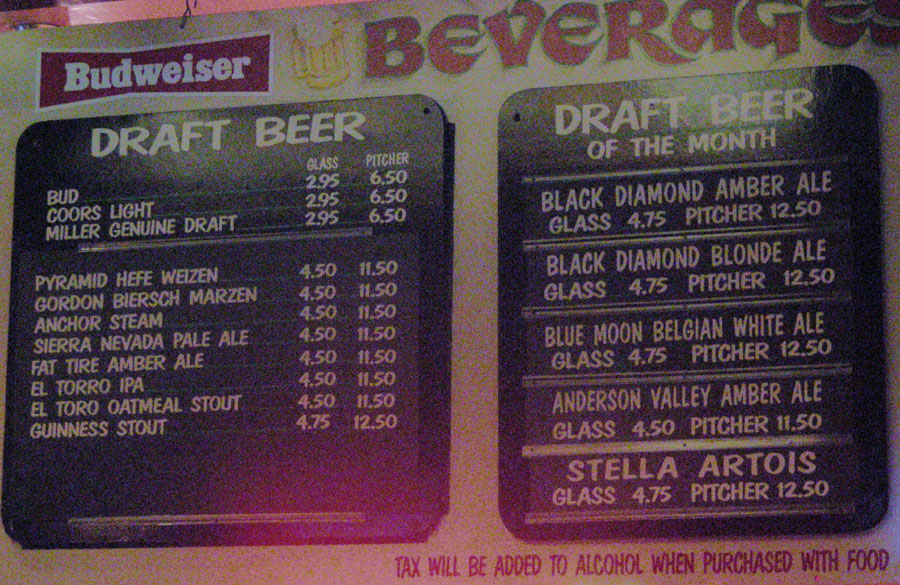 Budweiser
BEVERAGES
DRAFT BEER
GLASS PITCHER
BUD 2.95 6.50
COORS LIGHT 2.95 6.50
MILLER GENUINE DRAFT 2.95 6.50
PYRAMID HEFE WEIZEN 4.50 11.50
GORDON BIERSCH MARZEN 4.50 11.50
ANCHOR STEAM 4.50 11.50
SIERRA NEVADA PALE ALE 4.50 11.50
FAT TIRE AMBER ALE 4.50 11.50
EL TORRO IPA 4.50 11.50
EL TORO OATMEAL STOUT 4.50 11.50
GUINNESS STOUT 4.75 12.50
DRAFT BEER
OF THE MONTH
BLACK DIAMOND AMBER ALE
GLASS 4.75 PITCHER 12.50
BLACK DIAMOND BLONDE ALE
GLASS 4.75 PITCHER 12.50
BLUE MOON BELGIAN WHITE ALE
GLASS 4.75 PITCHER 12.50
ANDERSON VALLEY AMBER ALE
GLASS 4.50 PITCHER 11.50
STELLA ARTOIS
GLASS 4.75 PITCHER 12.50
TAX WILL BE ADDED TO ALCOHOL WHEN PURCHASED WITH FOOD